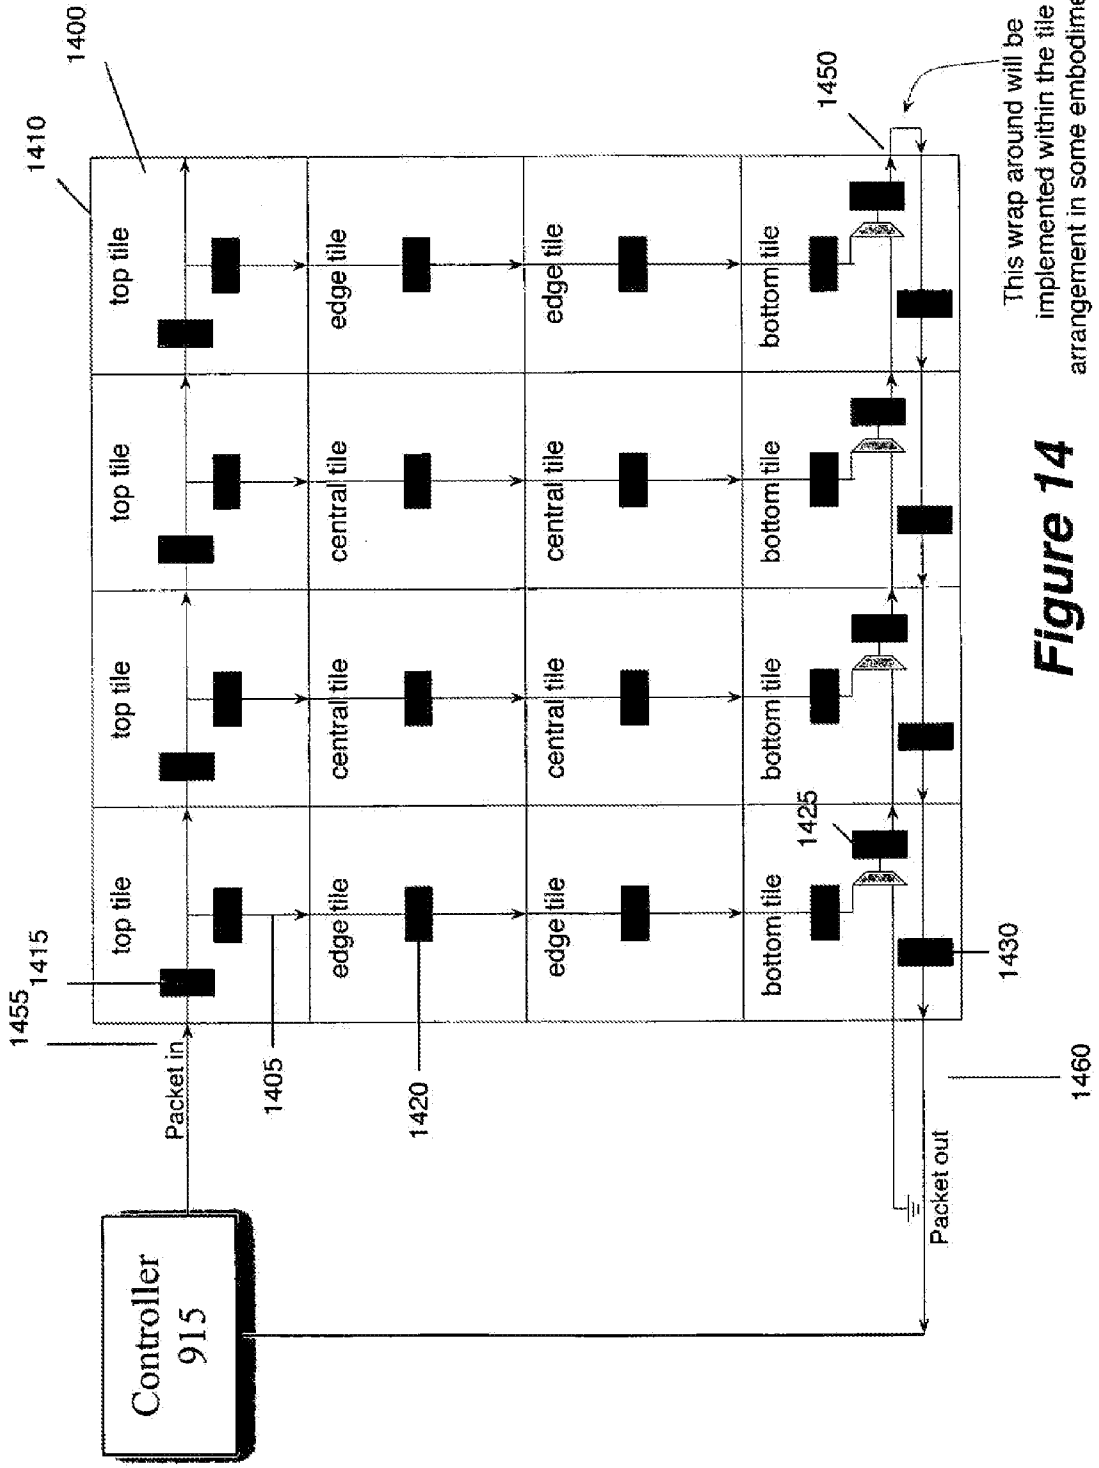 1455
1415
1410
1400
top tile
top tile
top tile
top tile
Controller
915
Packet in
1405
edge tile
central tile
central tile
edge tile
1420
edge tile
central tile
central tile
edge tile
bottom tile
bottom tile
bottom tile
bottom tile
1425
1450
Packet out
1430
1460
This wrap around will be
implemented within the tile
arrangement in some embodime
Figure 14